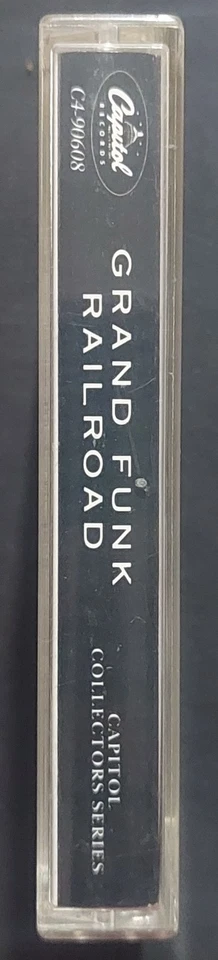 Capitol
RECORDS
C4-90608
GRAND FUNK
RAILROAD
CAPITOL
COLLECTORS SERIES